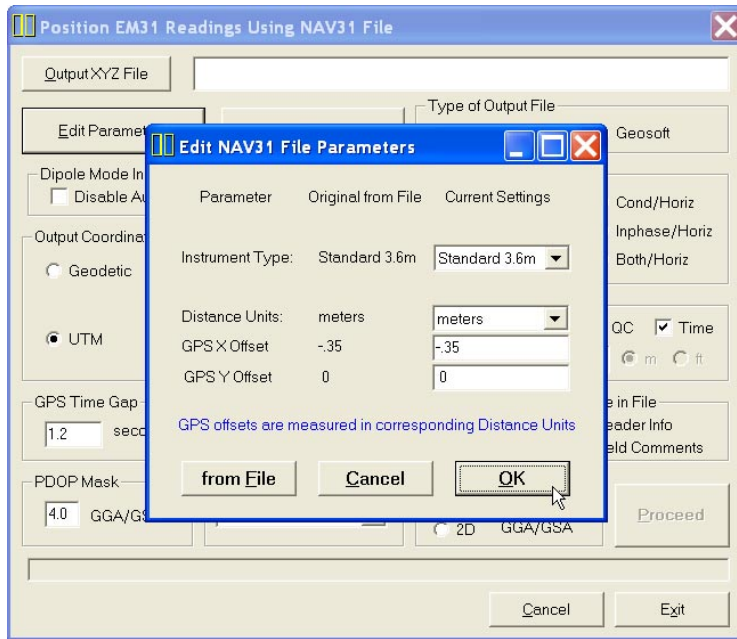 Position EM31 Readings Using NAV31 File
Output XYZ File
Type of Output File
Edit Paramet
Geosoft
Edit NAV31 File Parameters
Dipole Mode In
Disable Au
Parameter Original from File Current Settings
Cond/Horiz
Inphase/Horiz
Both/Horiz
Output Coordina
Geodetic
UTM
Instrument Type: Standard 3.6m Standard 3.6m
Distance Units: meters meters
GPS X Offset -.35 -.35
GPS Y Offset 0 0
QC Time
m ft
GPS offsets are measured in corresponding Distance Units
GPS Time Gap
1.2 seco
e in File
eader Info
eld Comments
from File Cancel OK
PDOP Mask
4.0 GGA/GS
2D GGA/GSA
Proceed
Cancel Exit